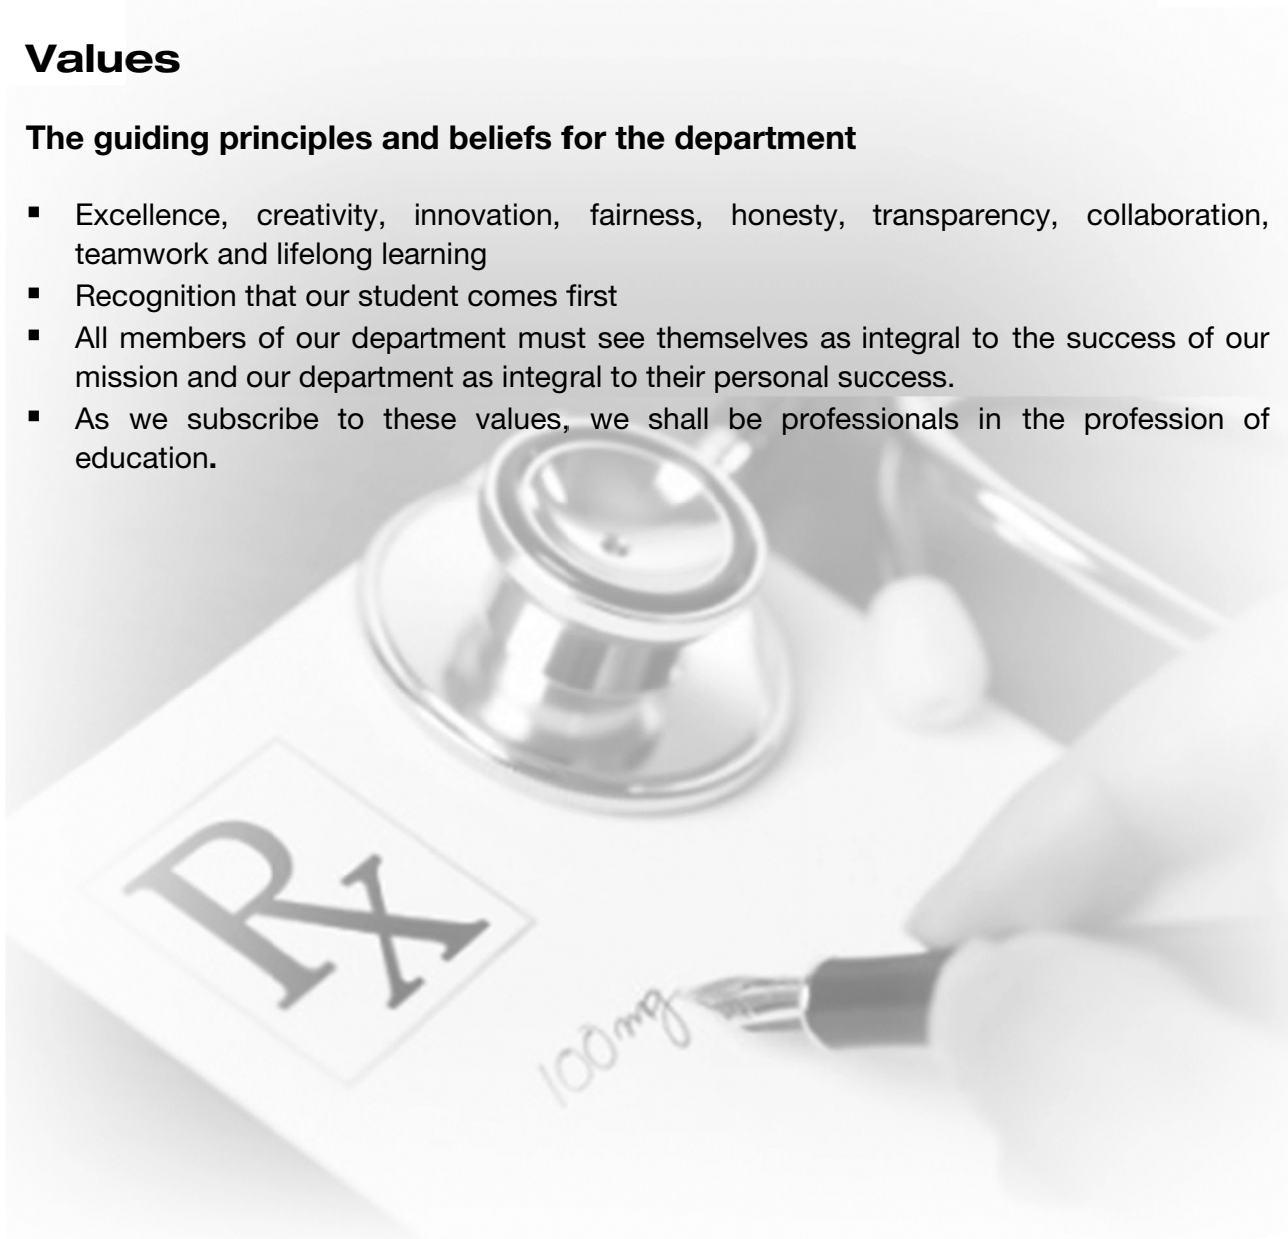 Values
The guiding principles and beliefs for the department
▪ Excellence, creativity, innovation, fairness, honesty, transparency, collaboration,
teamwork and lifelong learning
▪ Recognition that our student comes first
▪ All members of our department must see themselves as integral to the success of our
mission and our department as integral to their personal success.
▪ As we subscribe to these values, we shall be professionals in the profession of
education.
Rx
100mg